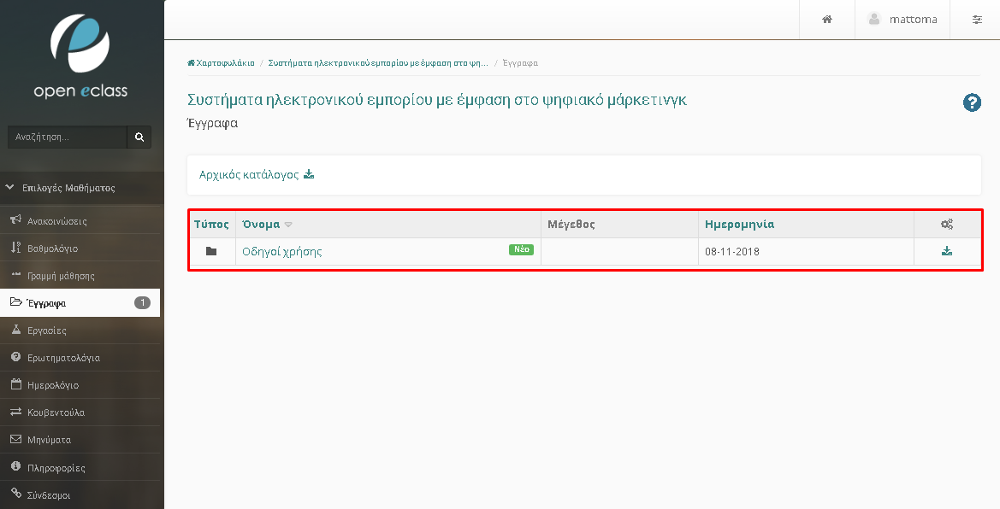 open eclass
mattoma
Χαρτοφυλάκιο / Συστήματα ηλεκτρονικού εμπορίου με έμφαση στο ψη... / Έγγραφα
Συστήματα ηλεκτρονικού εμπορίου με έμφαση στο ψηφιακό μάρκετινγκ
Έγγραφα
Αναζήτηση...
Αρχικός κατάλογος
Επιλογές Μαθήματος
Ανακοινώσεις
Βαθμολόγιο
Γραμμή μάθησης
Έγγραφα 1
Εργασίες
Ερωτηματολόγια
Ημερολόγιο
Κουβεντούλα
Μηνύματα
Πληροφορίες
Σύνδεσμοι
Τύπος Όνομα Μέγεθος Ημερομηνία
Οδηγοί χρήσης Νέο 08-11-2018